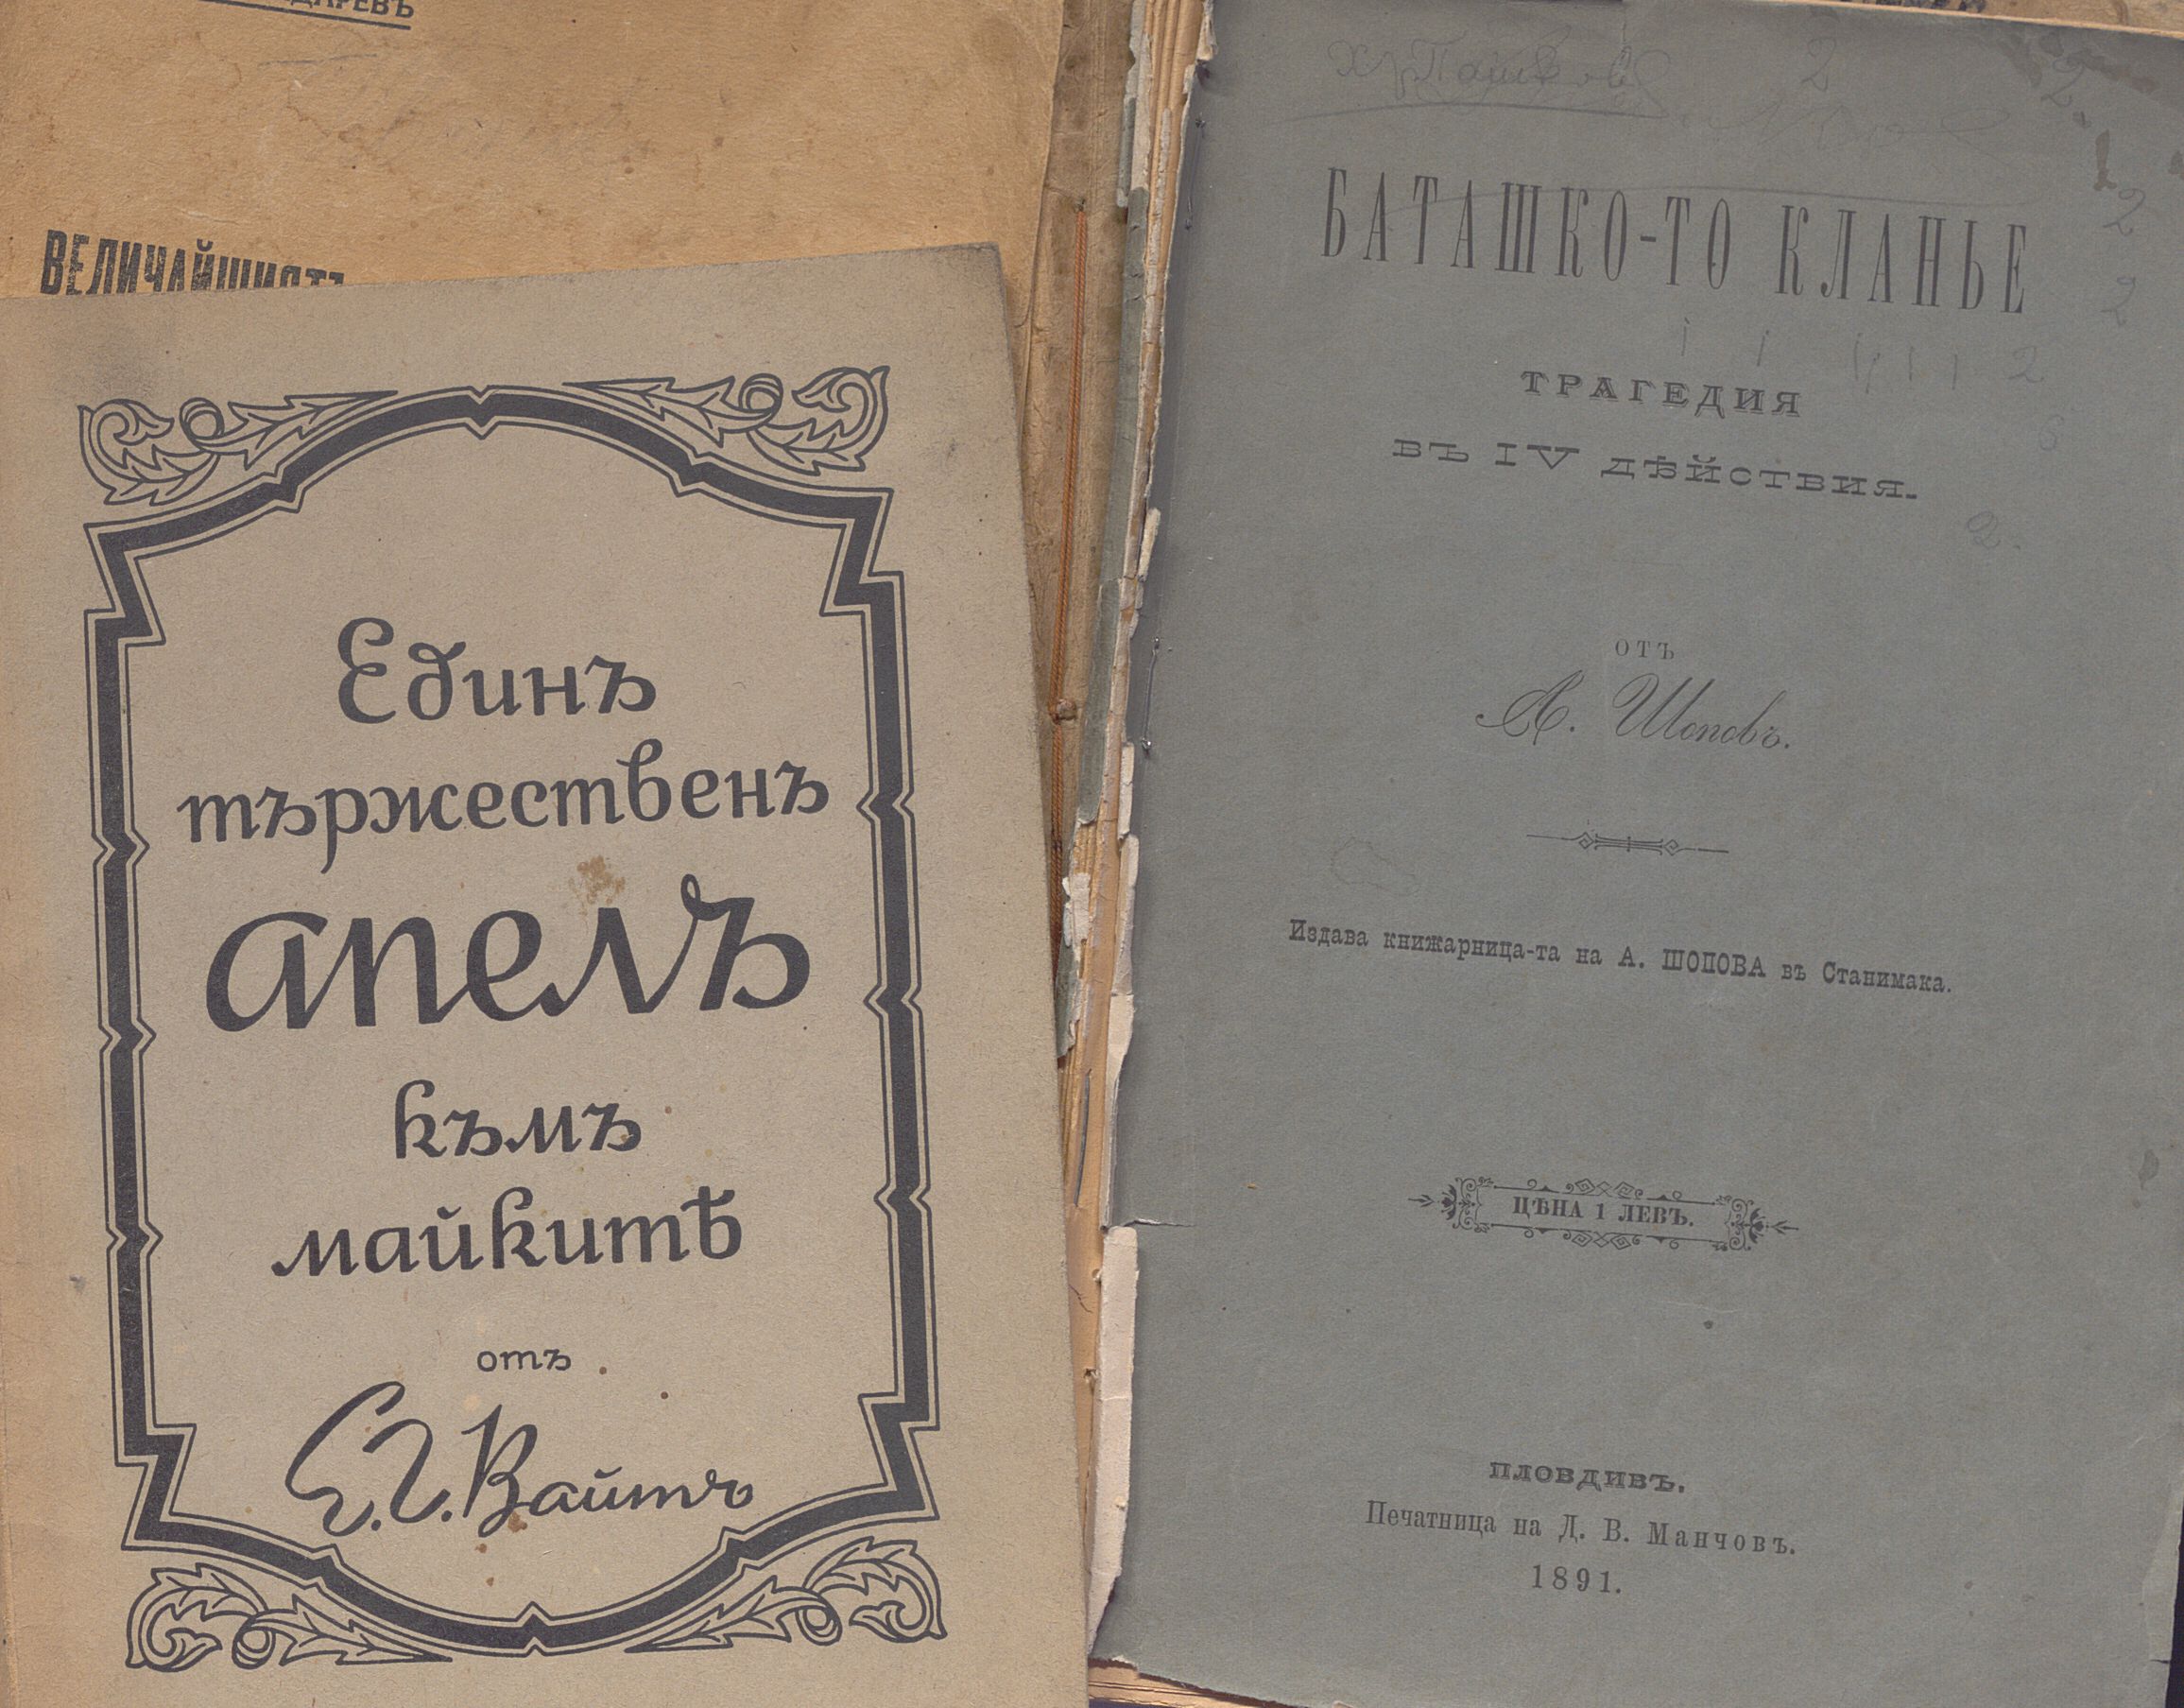 ВЕЛИЧАЙШИЯТЪ
Единъ
тържественъ
апелъ
къмъ
майкитѣ
отъ
Е. Г. Вайтъ
БАТАШКО-ТО КЛАНЬЕ
ТРАГЕДИЯ
ВЪ IV ДѢЙСТВИЯ.
ОТЪ
А. Шоповъ.
Издава книжарница-та на А. ШОПОВА въ Станимака.
ЦѢНА 1 ЛЕВЪ.
ПЛОВДИВЪ.
Печатница на Д. В. Манчовъ.
1891.